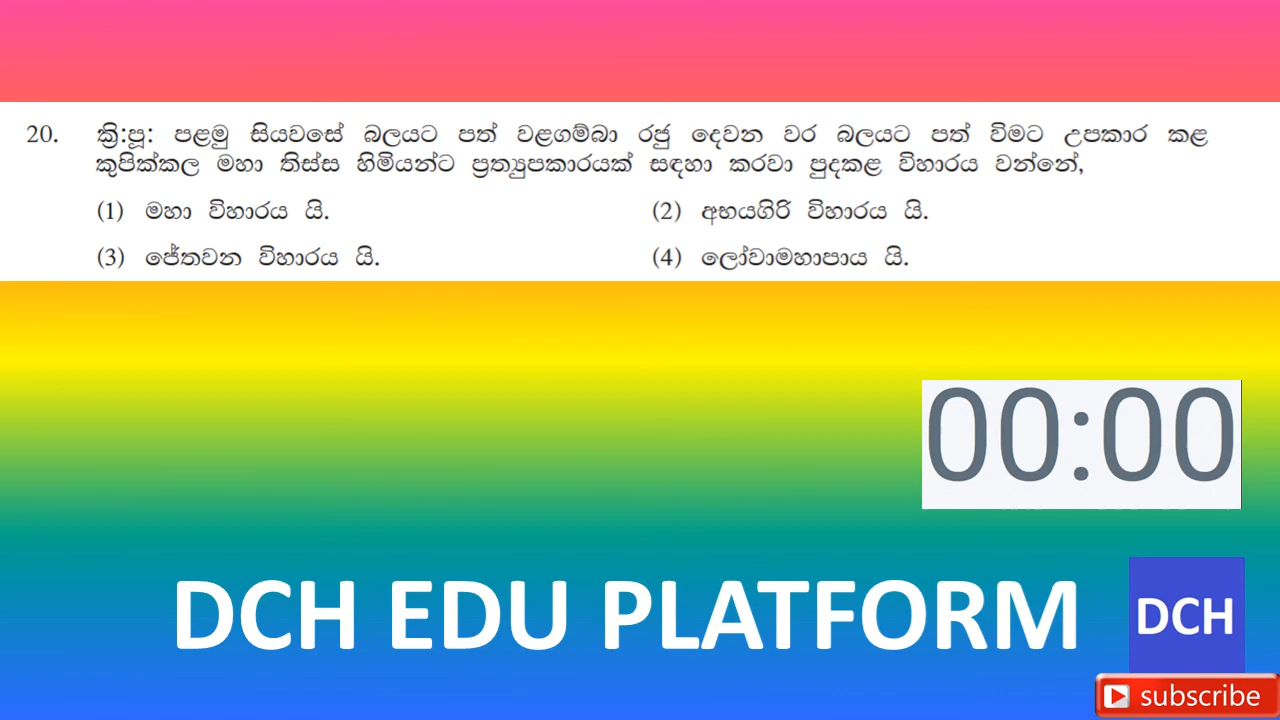 20. ක්‍රි:පූ: පළමු සියවසේ බලයට පත් වළගම්බා රජු දෙවන වර බලයට පත් වීමට උපකාර කළ
කුපික්කල මහා තිස්ස හිමියන්ට ප්‍රත්‍යුපකාරයක් සඳහා කරවා පුදකළ විහාරය වන්නේ,
(1) මහා විහාරය යි. (2) අභයගිරි විහාරය යි.
(3) ජේතවන විහාරය යි. (4) ලෝවාමහාපාය යි.
00:00
DCH EDU PLATFORM
DCH
subscribe